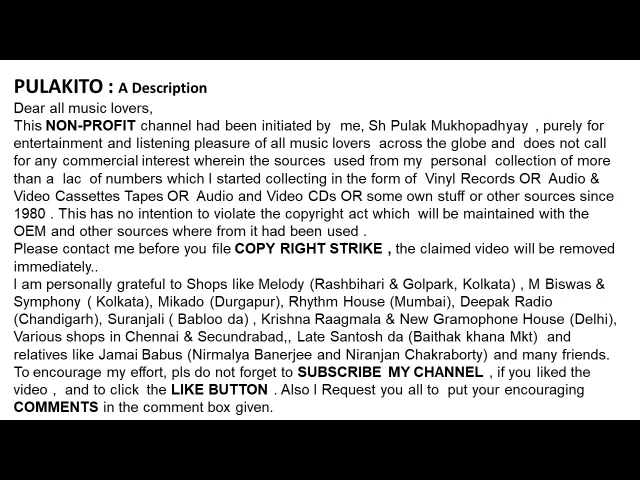 PULAKITO : A Description
Dear all music lovers,
This NON-PROFIT channel had been initiated by me, Sh Pulak Mukhopadhyay , purely for
entertainment and listening pleasure of all music lovers across the globe and does not call
for any commercial interest wherein the sources used from my personal collection of more
than a lac of numbers which I started collecting in the form of Vinyl Records OR Audio &
Video Cassettes Tapes OR Audio and Video CDs OR some own stuff or other sources since
1980 . This has no intention to violate the copyright act which will be maintained with the
OEM and other sources where from it had been used .
Please contact me before you file COPY RIGHT STRIKE , the claimed video will be removed
immediately..
I am personally grateful to Shops like Melody (Rashbihari & Golpark, Kolkata) , M Biswas &
Symphony ( Kolkata), Mikado (Durgapur), Rhythm House (Mumbai), Deepak Radio
(Chandigarh), Suranjali ( Babloo da) , Krishna Raagmala & New Gramophone House (Delhi),
Various shops in Chennai & Secundrabad,, Late Santosh da (Baithak khana Mkt) and
relatives like Jamai Babus (Nirmalya Banerjee and Niranjan Chakraborty) and many friends.
To encourage my effort, pls do not forget to SUBSCRIBE MY CHANNEL , if you liked the
video , and to click the LIKE BUTTON . Also I Request you all to put your encouraging
COMMENTS in the comment box given.